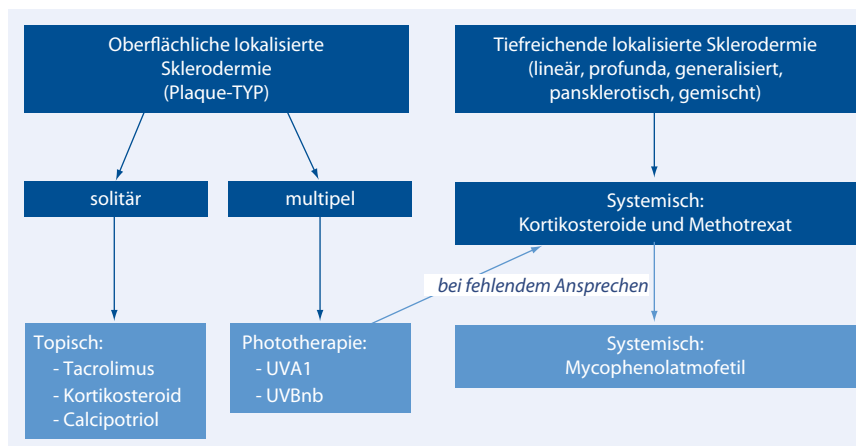 Oberflächliche lokalisierte
Sklerodermie
(Plaque-TYP)
Tiefreichende lokalisierte Sklerodermie
(lineär, profunda, generalisiert,
pansklerotisch, gemischt)
solitär
multipel
Systemisch:
Kortikosteroide und Methotrexat
bei fehlendem Ansprechen
Topisch:
- Tacrolimus
- Kortikosteroid
- Calcipotriol
Phototherapie:
- UVA1
- UVBnb
Systemisch:
Mycophenolatmofetil